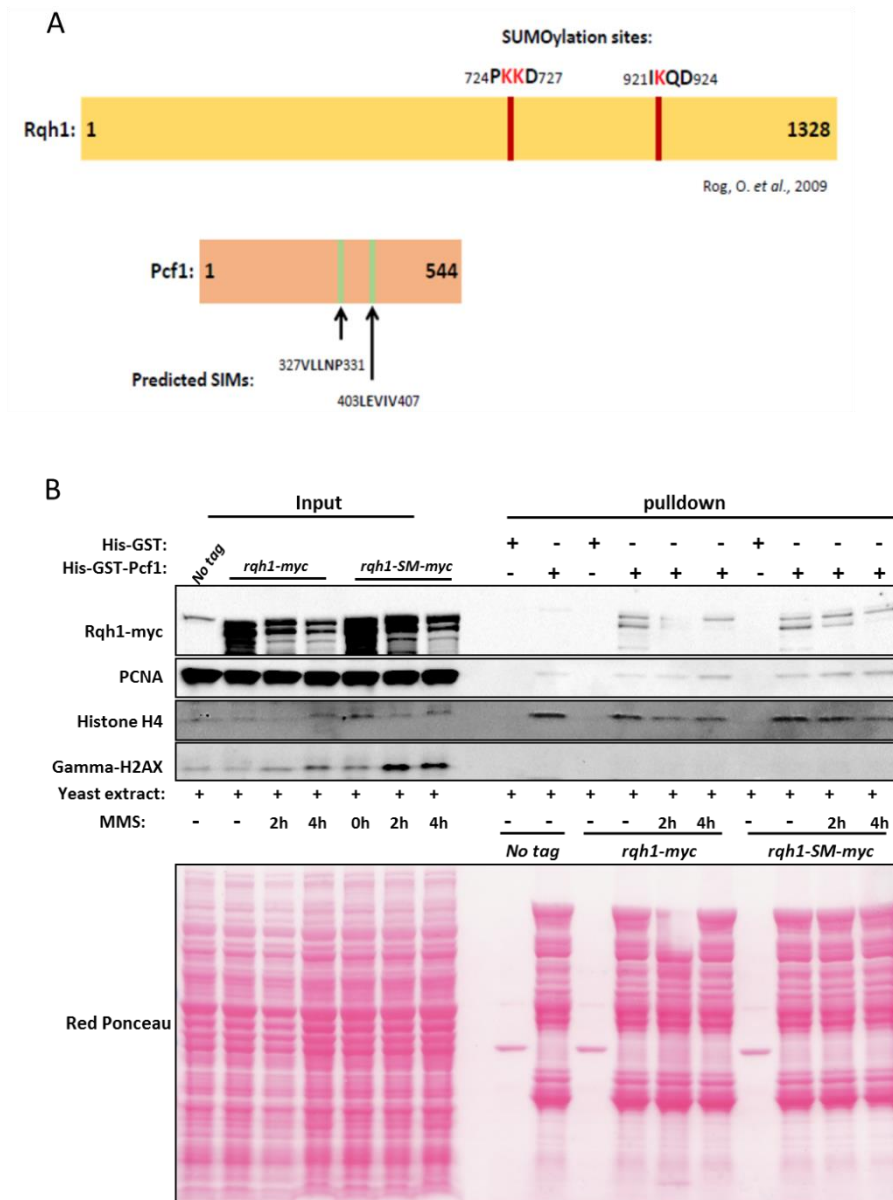 A
SUMOylation sites:
724PKKD727 921IKQD924
Rqh1: 1 1328
Rog, O. et al., 2009
Pcf1: 1 544
327VLLNP331
Predicted SIMs:
403LEVIV407
B
Input pulldown
His-GST: + - + - - - + - - -
His-GST-Pcf1: - + - + + + - + + +
No tag rqh1-myc rqh1-SM-myc
Rqh1-myc
PCNA
Histone H4
Gamma-H2AX
Yeast extract: + + + + + + + + + + + + + + + + +
MMS: - - 2h 4h 0h 2h 4h - - - - 2h 4h - - 2h 4h
No tag rqh1-myc rqh1-SM-myc
Red Ponceau